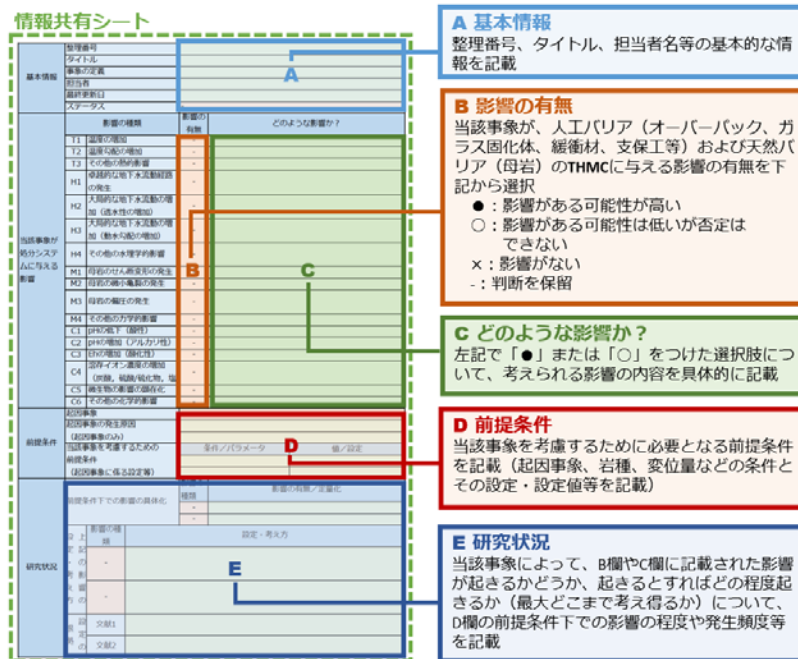 情報共有シート
基本情報
整理番号
タイトル
事象の定義
担当者
最終更新日
ステータス
A
当該事象が
処分システ
ムに与える
影響
影響の種類
影響の
有無
どのような影響か？
T1 温度の増加 -
T2 温度勾配の増加 -
T3 その他の熱的影響 -
H1 卓越的な地下水流動経路
の発生 -
H2 大局的な地下水流動の増
加（透水性の増加） -
H3 大局的な地下水流動の増
加（動水勾配の増加） -
H4 その他の水理学的影響 -
M1 母岩のせん断変形の発生 -
M2 母岩の微小亀裂の発生 -
M3 母岩の偏圧の発生 -
M4 その他の力学的影響 -
C1 pHの低下（酸性） -
C2 pHの増加（アルカリ性） -
C3 Ehの増加（酸化性） -
C4 溶存イオン濃度の増加
（炭酸，硫酸/硫化物，塩 -
C5 微生物の影響の顕在化 -
C6 その他の化学的影響 -
B
C
前提条件
起因事象
起因事象の発生原因
（起因事象のみ）
当該事象を考慮するための
前提条件
（起因事象に係る設定等）
条件／パラメータ
値／設定
D
研究状況
前提条件下での影響の具体化
種類
影響の有無／定量化
-
-
影響の種
類
設定・考え方
-
-
文献1
文献2
E
A 基本情報
整理番号、タイトル、担当者名等の基本的な情
報を記載
B 影響の有無
当該事象が、人工バリア（オーバーパック、ガ
ラス固化体、緩衝材、支保工等）および天然バ
リア（母岩）のTHMCに与える影響の有無を下
記から選択
●：影響がある可能性が高い
○：影響がある可能性は低いが否定は
できない
×：影響がない
-：判断を保留
C どのような影響か？
左記で「●」または「○」をつけた選択肢につ
いて、考えられる影響の内容を具体的に記載
D 前提条件
当該事象を考慮するために必要となる前提条件
を記載（起因事象、岩種、変位量などの条件と
その設定・設定値等を記載）
E 研究状況
当該事象によって、B欄やC欄に記載された影響
が起きるかどうか、起きるとすればどの程度起
きるか（最大どこまで考え得るか）について、
D欄の前提条件下での影響の程度や発生頻度等
を記載